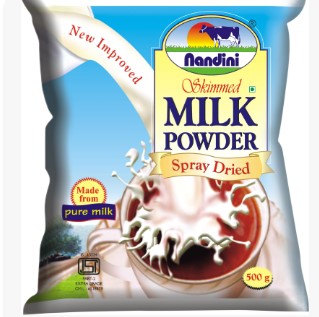 New Improved
®
nandini
Skimmed
MILK
POWDER
Spray Dried
Made
from
pure milk
500 g